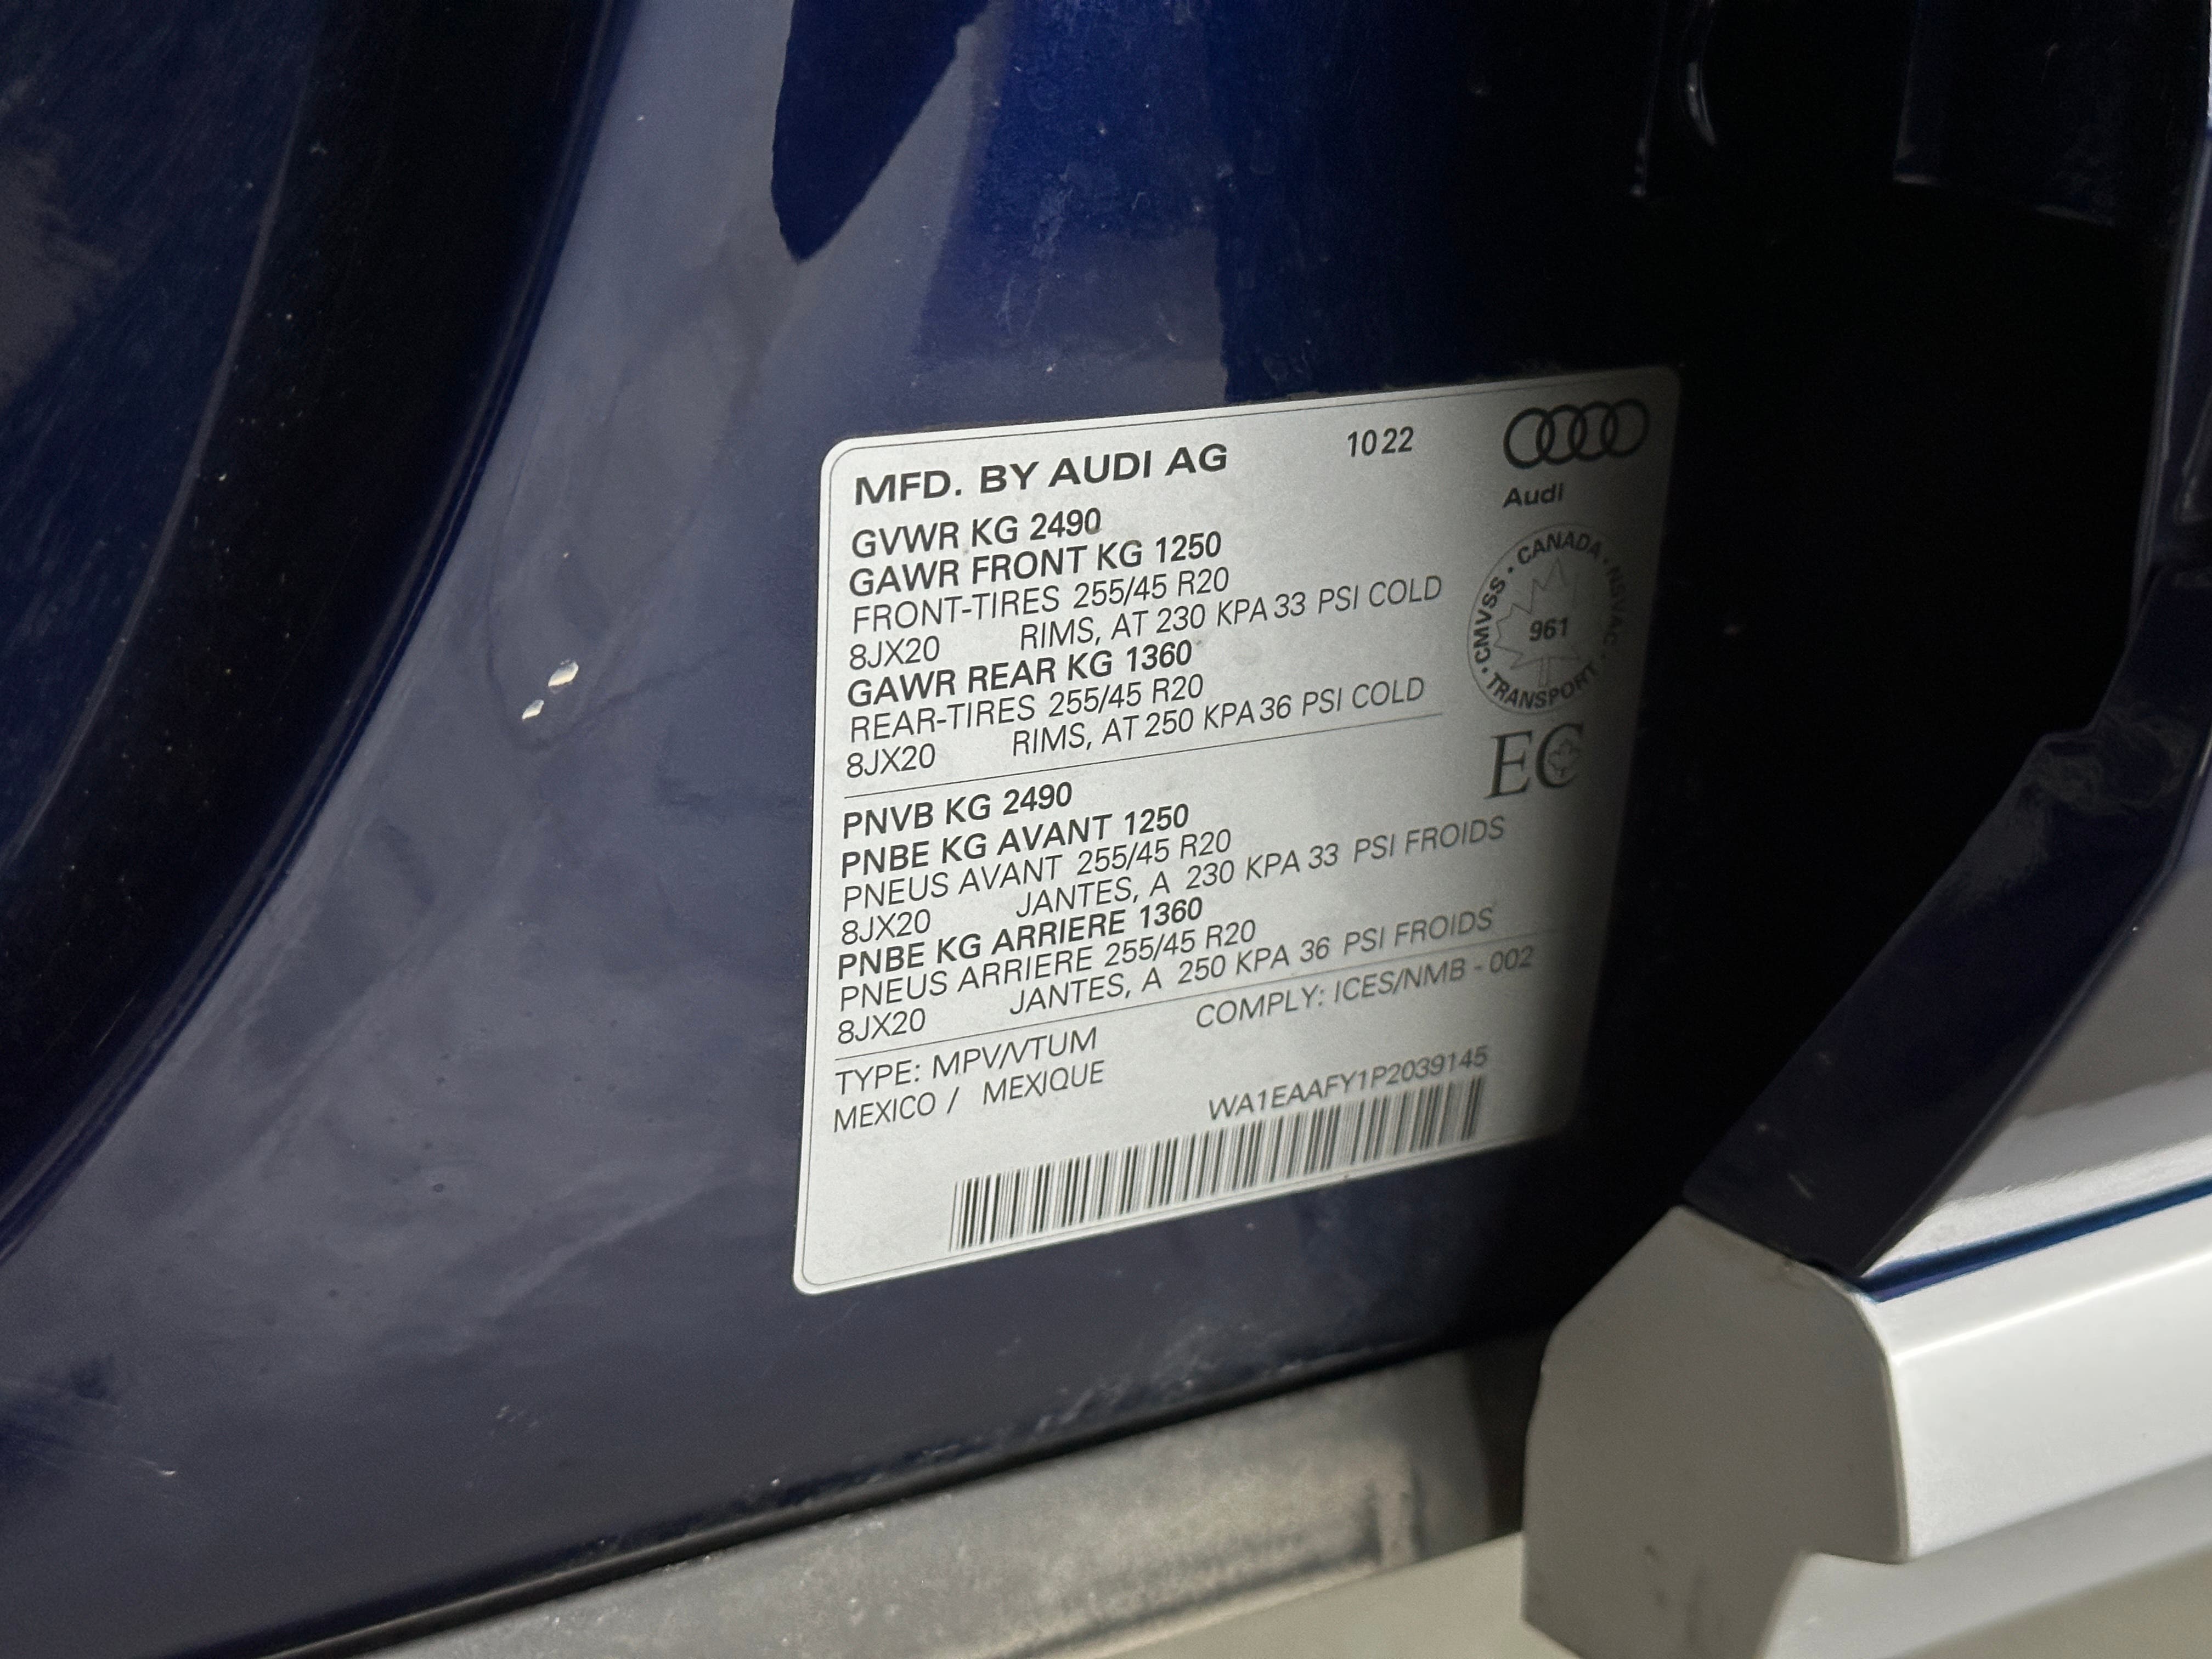 MFD. BY AUDI AG 10 22
Audi
GVWR KG 2490
GAWR FRONT KG 1250
FRONT-TIRES 255/45 R20
8JX20 RIMS, AT 230 KPA 33 PSI COLD
GAWR REAR KG 1360
REAR-TIRES 255/45 R20
8JX20 RIMS, AT 250 KPA 36 PSI COLD
· CANADA · NSVAC · TRANSPORT · CMVSS
961
EC
PNVB KG 2490
PNBE KG AVANT 1250
PNEUS AVANT 255/45 R20
8JX20 JANTES, A 230 KPA 33 PSI FROIDS
PNBE KG ARRIERE 1360
PNEUS ARRIERE 255/45 R20
8JX20 JANTES, A 250 KPA 36 PSI FROIDS
TYPE: MPV/VTUM COMPLY: ICES/NMB - 002
MEXICO / MEXIQUE
WA1EAAFY1P2039145